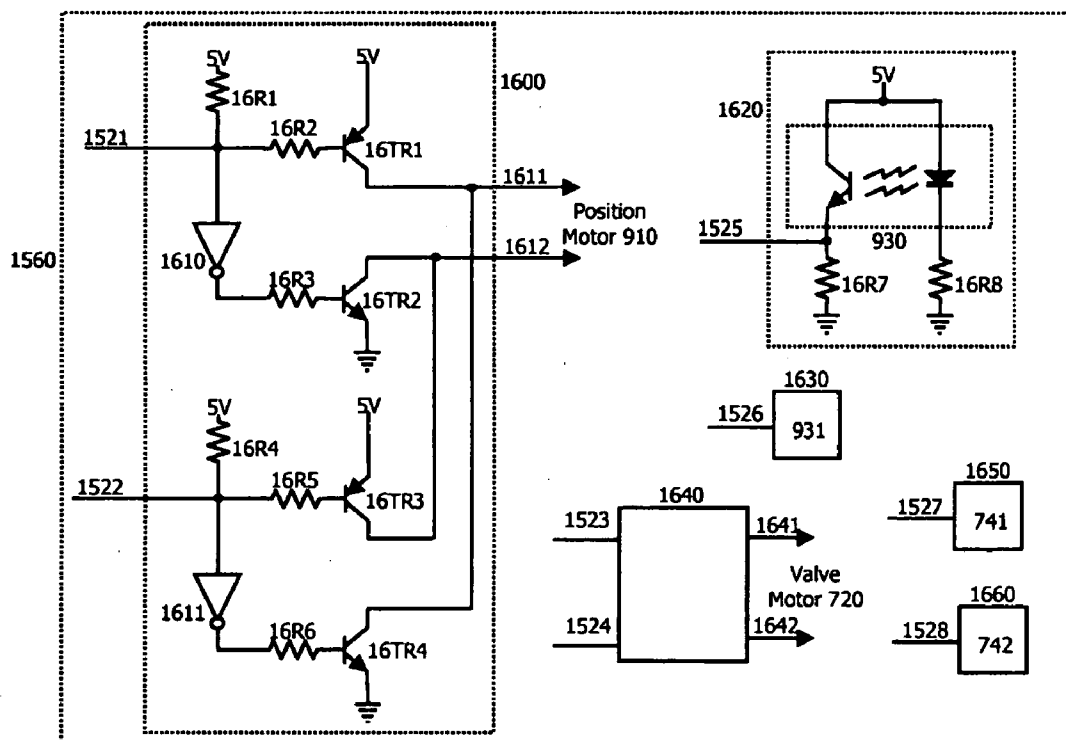 5V
5V
1600
16R1
1521
16R2
16TR1
1611
Position
Motor 910
1612
1560
1610
16R3
16TR2
5V
5V
16R4
1522
16R5
16TR3
1611
16R6
16TR4
5V
1620
1525
930
16R7
16R8
1630
1526
931
1640
1523
1641
Valve
Motor 720
1524
1642
1650
1527
741
1660
1528
742